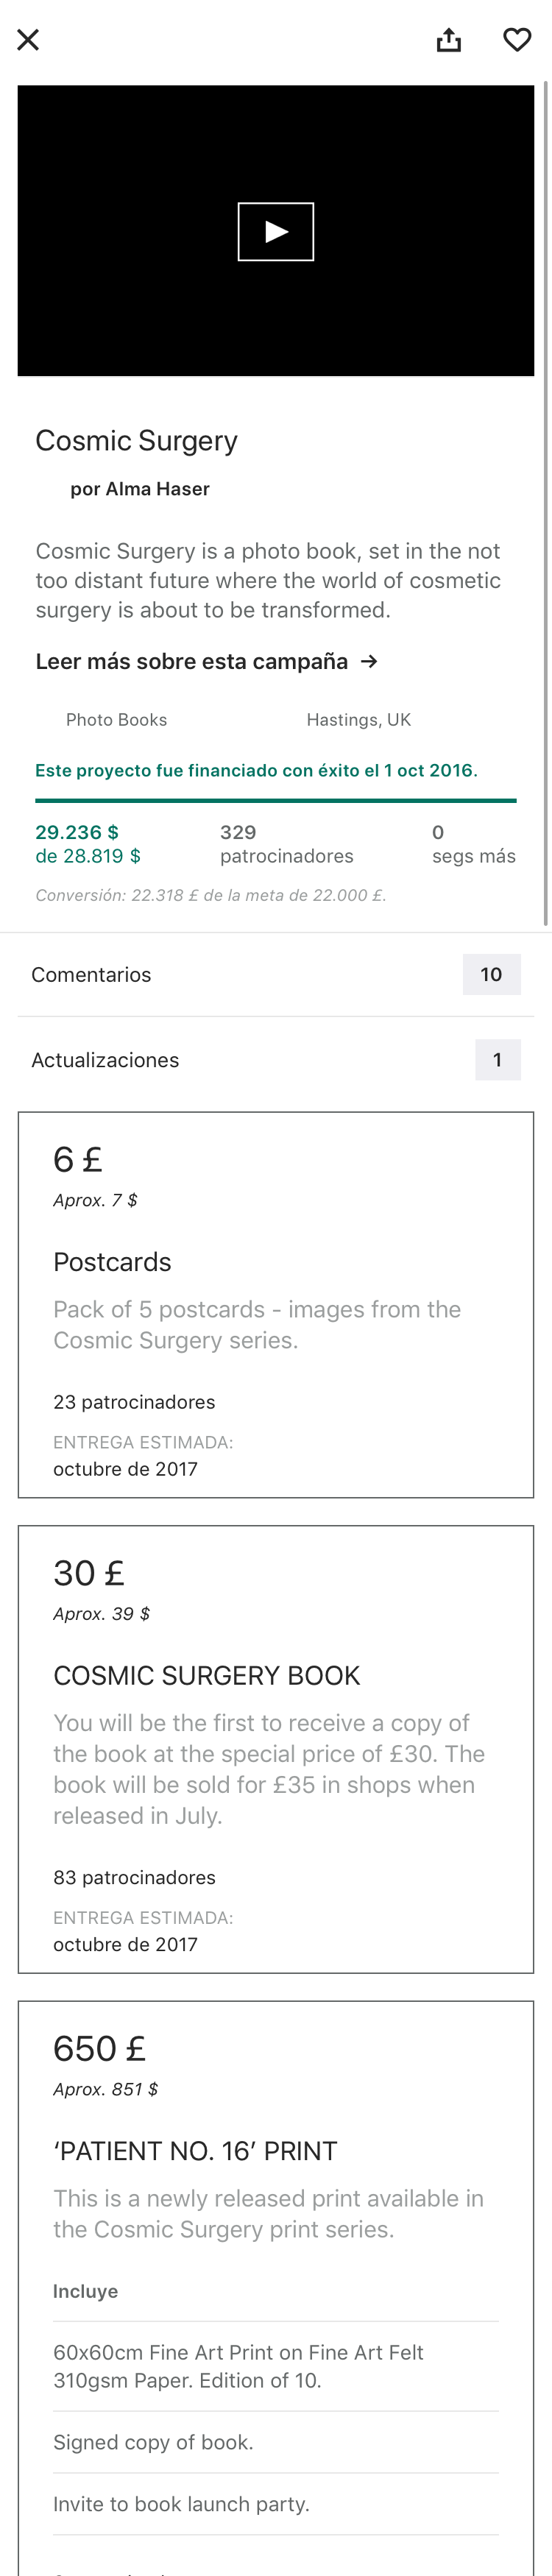 Cosmic Surgery
por Alma Haser
Cosmic Surgery is a photo book, set in the not
too distant future where the world of cosmetic
surgery is about to be transformed.
Leer más sobre esta campaña →
Photo Books
Hastings, UK
Este proyecto fue financiado con éxito el 1 oct 2016.
29.236 $
de 28.819 $
329
patrocinadores
0
segs más
Conversión: 22.318 £ de la meta de 22.000 £.
Comentarios
10
Actualizaciones
1
6 £
Aprox. 7 $
Postcards
Pack of 5 postcards - images from the
Cosmic Surgery series.
23 patrocinadores
ENTREGA ESTIMADA:
octubre de 2017
30 £
Aprox. 39 $
COSMIC SURGERY BOOK
You will be the first to receive a copy of
the book at the special price of £30. The
book will be sold for £35 in shops when
released in July.
83 patrocinadores
ENTREGA ESTIMADA:
octubre de 2017
650 £
Aprox. 851 $
‘PATIENT NO. 16’ PRINT
This is a newly released print available in
the Cosmic Surgery print series.
Incluye
60x60cm Fine Art Print on Fine Art Felt
310gsm Paper. Edition of 10.
Signed copy of book.
Invite to book launch party.